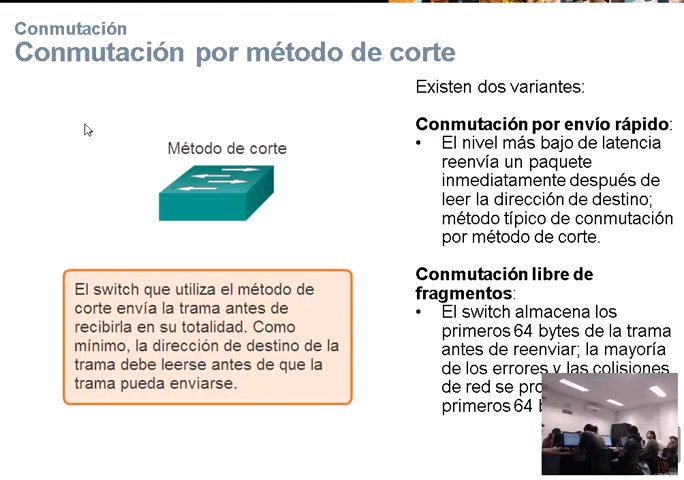 Conmutación
Conmutación por método de corte
Existen dos variantes:
Método de corte
El switch que utiliza el método de
corte envía la trama antes de
recibirla en su totalidad. Como
mínimo, la dirección de destino de la
trama debe leerse antes de que la
trama pueda enviarse.
Conmutación por envío rápido:
• El nivel más bajo de latencia
reenvía un paquete
inmediatamente después de
leer la dirección de destino;
método típico de conmutación
por método de corte.
Conmutación libre de
fragmentos:
• El switch almacena los
primeros 64 bytes de la trama
antes de reenviar; la mayoría
de los errores y las colisiones
de red se
primeros 64